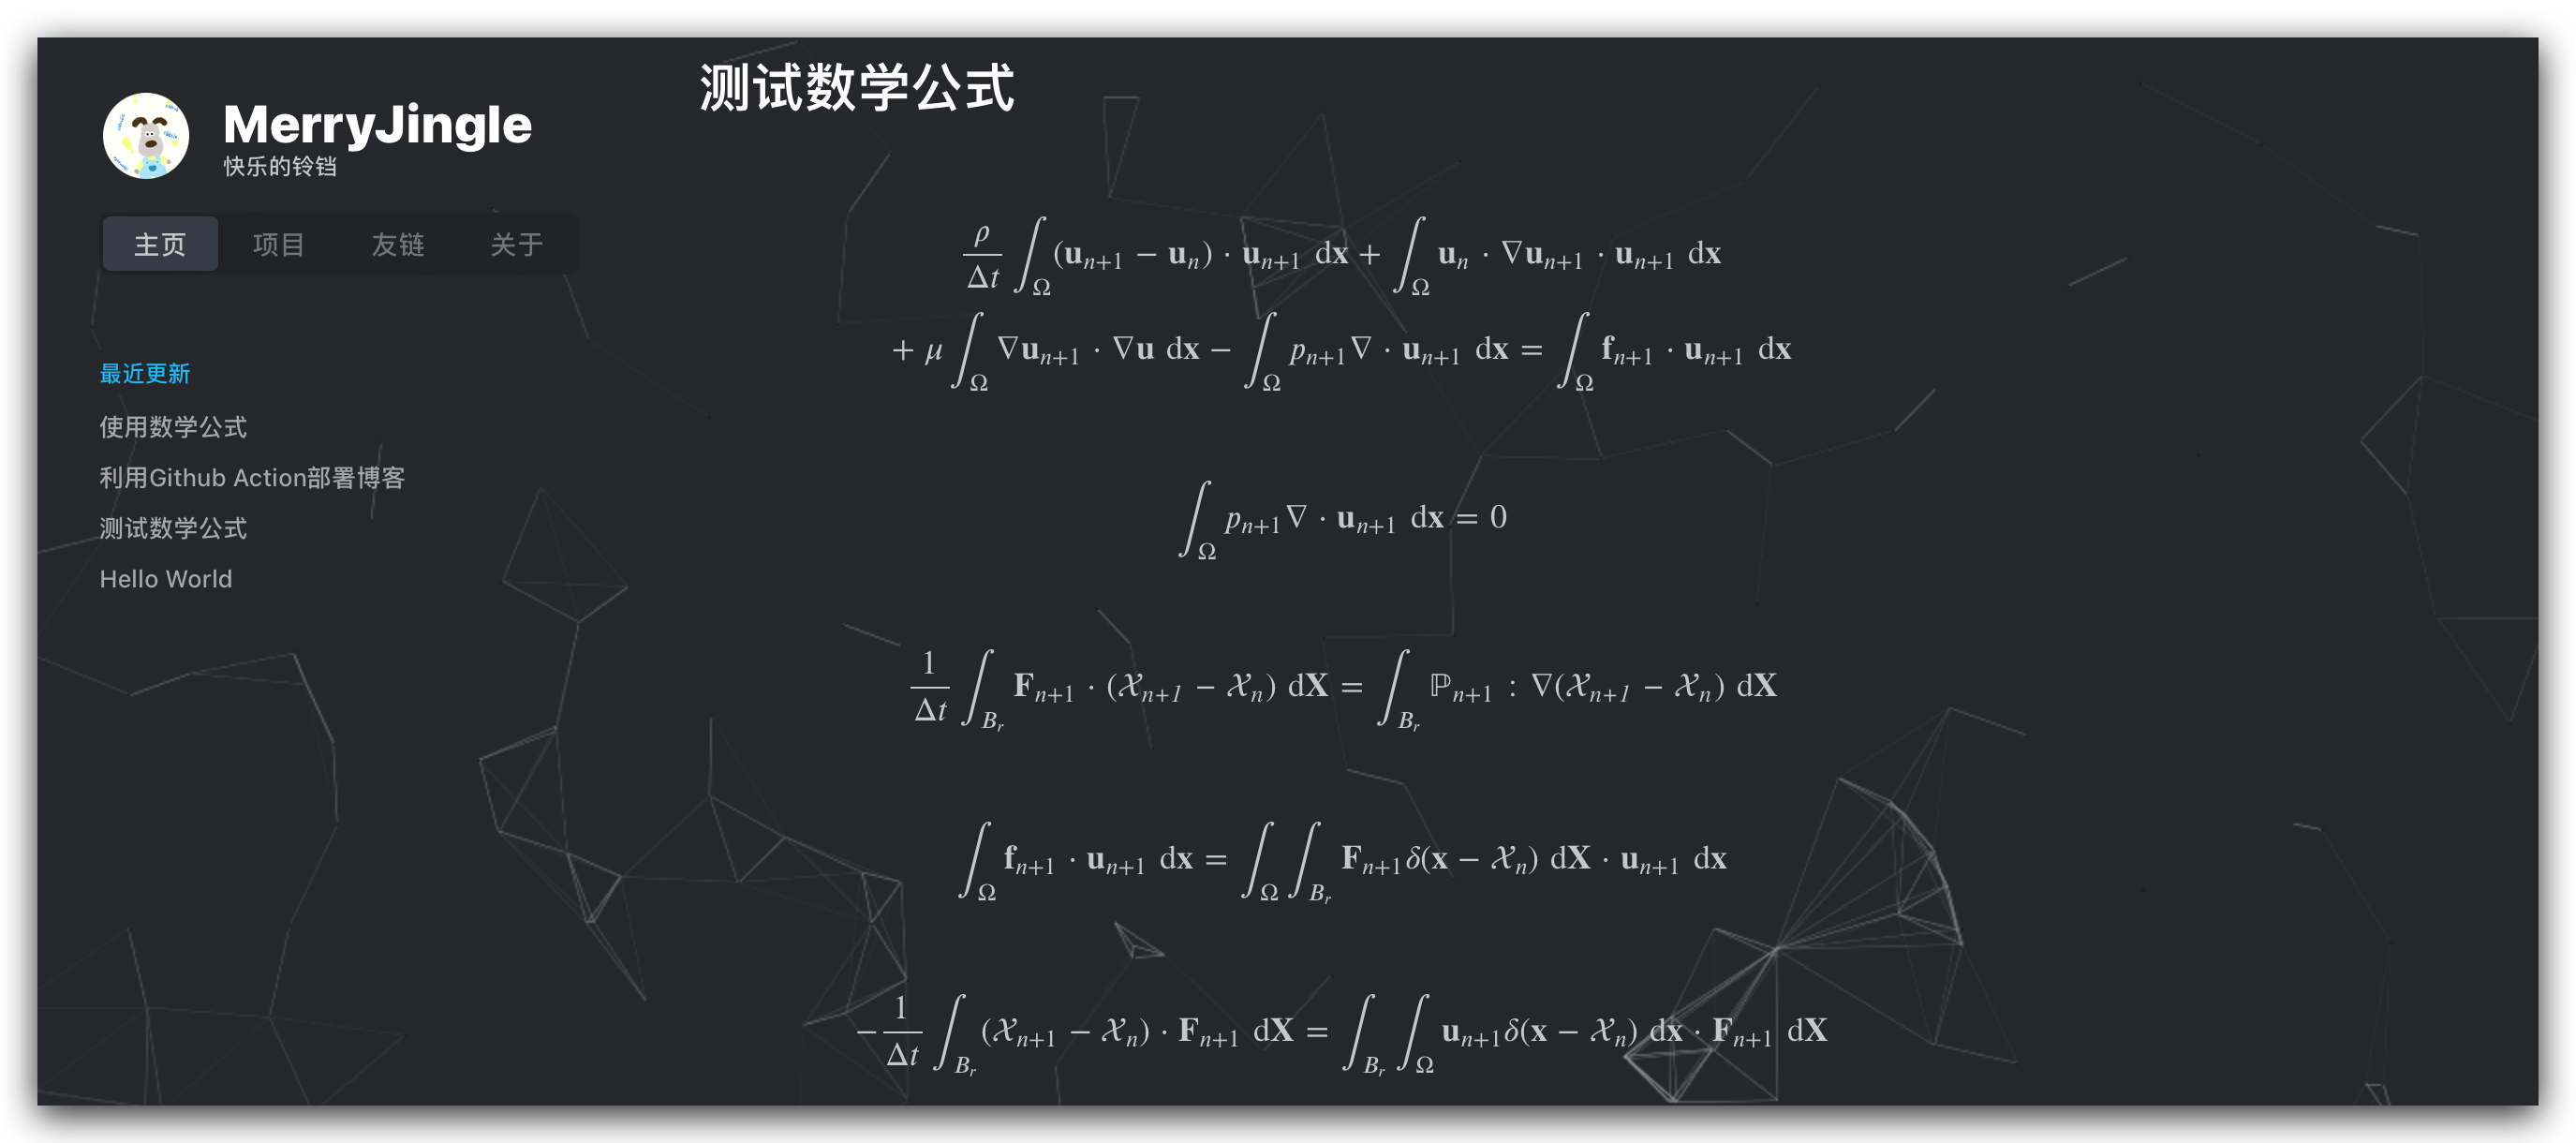 MerryJingle
快乐的铃铛
主页 项目 友链 关于
最近更新
使用数学公式
利用Github Action部署博客
测试数学公式
Hello World
测试数学公式
\frac{\rho}{\Delta t} \int_{\Omega} (\mathbf{u}_{n+1} - \mathbf{u}_n) \cdot \mathbf{u}_{n+1} \ \mathrm{d}\mathbf{x} + \int_{\Omega} \mathbf{u}_n \cdot \nabla \mathbf{u}_{n+1} \cdot \mathbf{u}_{n+1} \ \mathrm{d}\mathbf{x}
+ \mu \int_{\Omega} \nabla \mathbf{u}_{n+1} \cdot \nabla \mathbf{u} \ \mathrm{d}\mathbf{x} - \int_{\Omega} p_{n+1} \nabla \cdot \mathbf{u}_{n+1} \ \mathrm{d}\mathbf{x} = \int_{\Omega} \mathbf{f}_{n+1} \cdot \mathbf{u}_{n+1} \ \mathrm{d}\mathbf{x}
\int_{\Omega} p_{n+1} \nabla \cdot \mathbf{u}_{n+1} \ \mathrm{d}\mathbf{x} = 0
\frac{1}{\Delta t} \int_{B_r} \mathbf{F}_{n+1} \cdot (\mathcal{X}_{n+1} - \mathcal{X}_n) \ \mathrm{d}\mathbf{X} = \int_{B_r} \mathbb{P}_{n+1} : \nabla (\mathcal{X}_{n+1} - \mathcal{X}_n) \ \mathrm{d}\mathbf{X}
\int_{\Omega} \mathbf{f}_{n+1} \cdot \mathbf{u}_{n+1} \ \mathrm{d}\mathbf{x} = \int_{\Omega} \int_{B_r} \mathbf{F}_{n+1} \delta(\mathbf{x} - \mathcal{X}_n) \ \mathrm{d}\mathbf{X} \cdot \mathbf{u}_{n+1} \ \mathrm{d}\mathbf{x}
-\frac{1}{\Delta t} \int_{B_r} (\mathcal{X}_{n+1} - \mathcal{X}_n) \cdot \mathbf{F}_{n+1} \ \mathrm{d}\mathbf{X} = \int_{B_r} \int_{\Omega} \mathbf{u}_{n+1} \delta(\mathbf{x} - \mathcal{X}_n) \ \mathrm{d}\mathbf{x} \cdot \mathbf{F}_{n+1} \ \mathrm{d}\mathbf{X}